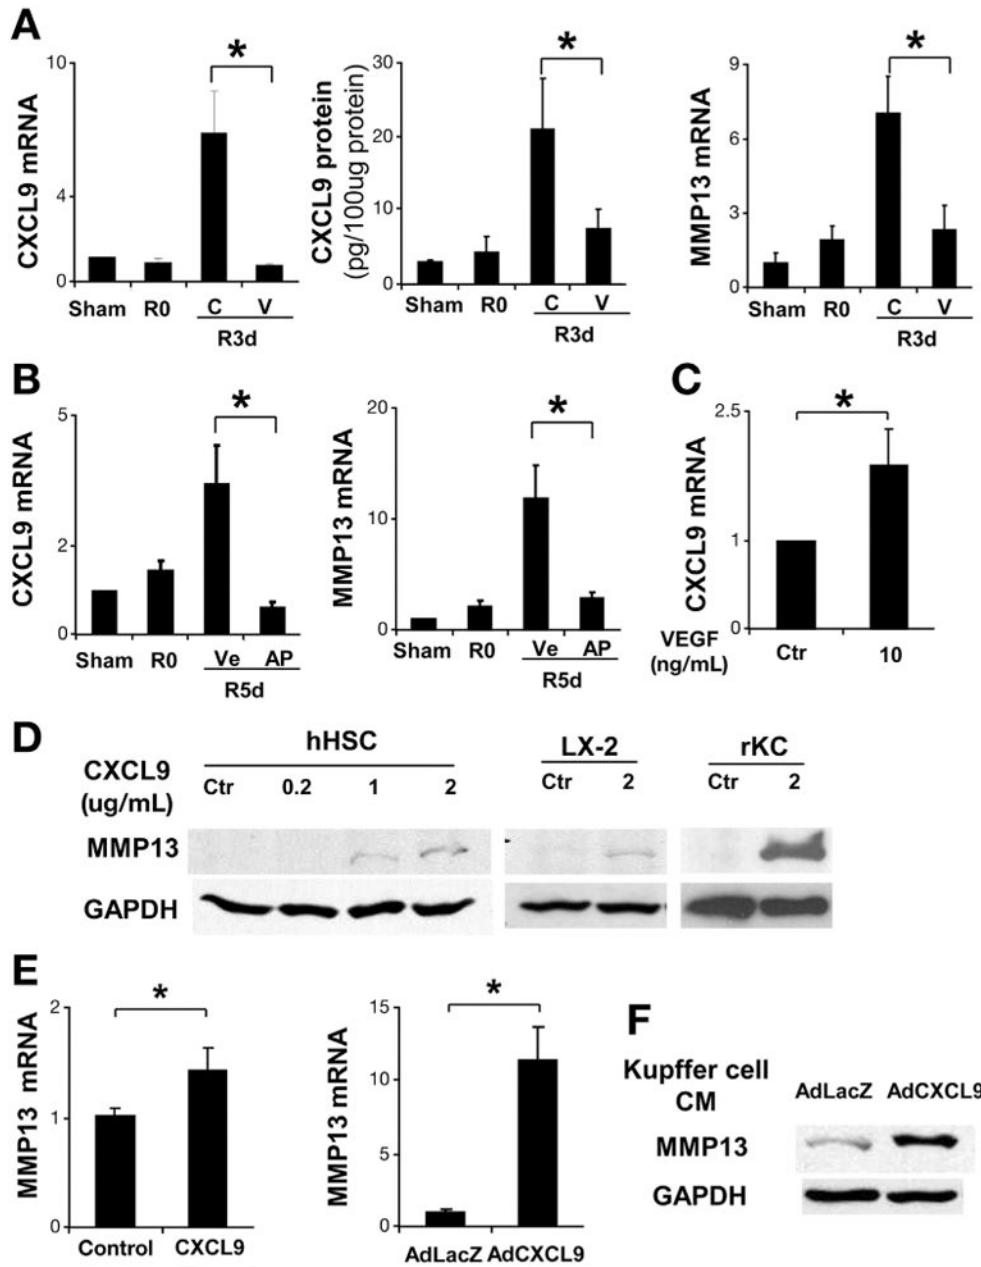 A
CXCL9 mRNA
10
4
0
*
Sham R0 C V
R3d
CXCL9 protein
(pg/100ug protein)
30
20
10
0
*
Sham R0 C V
R3d
MMP13 mRNA
9
6
3
0
*
Sham R0 C V
R3d
B
CXCL9 mRNA
5
2
0
*
Sham R0 Ve AP
R5d
MMP13 mRNA
20
10
0
*
Sham R0 Ve AP
R5d
C
CXCL9 mRNA
2.5
1
0
*
VEGF
(ng/mL)
Ctr 10
D
hHSC LX-2 rKC
CXCL9
(ug/mL)
Ctr 0.2 1 2 Ctr 2 Ctr 2
MMP13
GAPDH
E
MMP13 mRNA
2
1
0
*
Control CXCL9
MMP13 mRNA
15
10
5
0
*
AdLacZ AdCXCL9
F
Kupffer cell
CM
AdLacZ AdCXCL9
MMP13
GAPDH